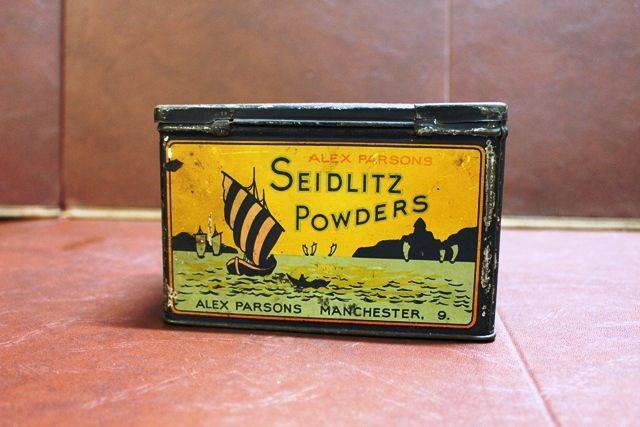 ALEX PARSONS
SEIDLITZ
POWDERS
ALEX PARSONS MANCHESTER, 9.